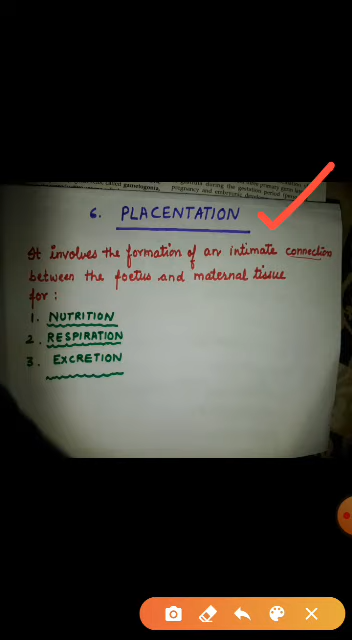 6. PLACENTATION
It involves the formation of an intimate connection
between the foetus and maternal tissue
for :
1. NUTRITION
2. RESPIRATION
3. EXCRETION